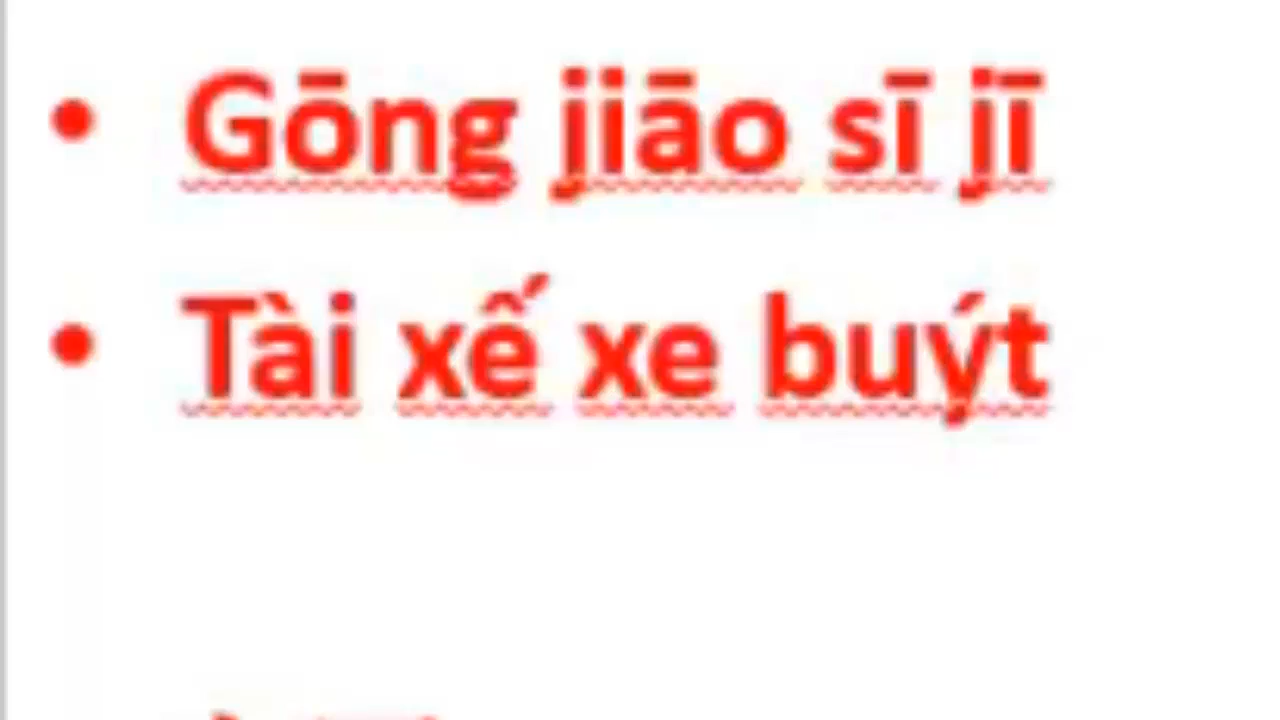 • Gōng jiāo sī jī
• Tài xế xe buýt